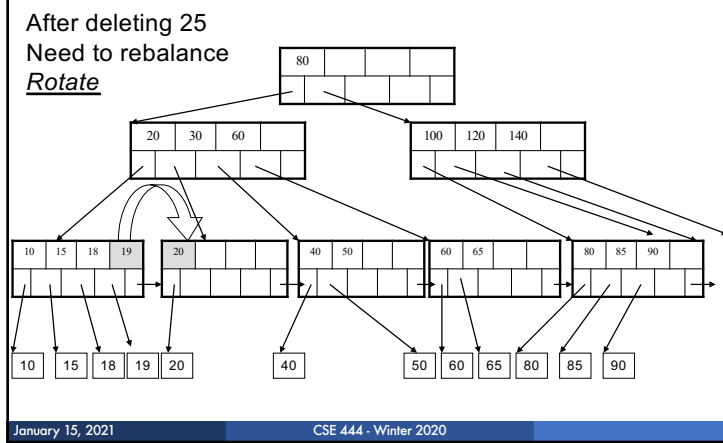 After deleting 25
Need to rebalance
Rotate
80
20 30 60
100 120 140
10 15 18 19
20
40 50
60 65
80 85 90
10 15 18 19 20 40 50 60 65 80 85 90
January 15, 2021 CSE 444 - Winter 2020